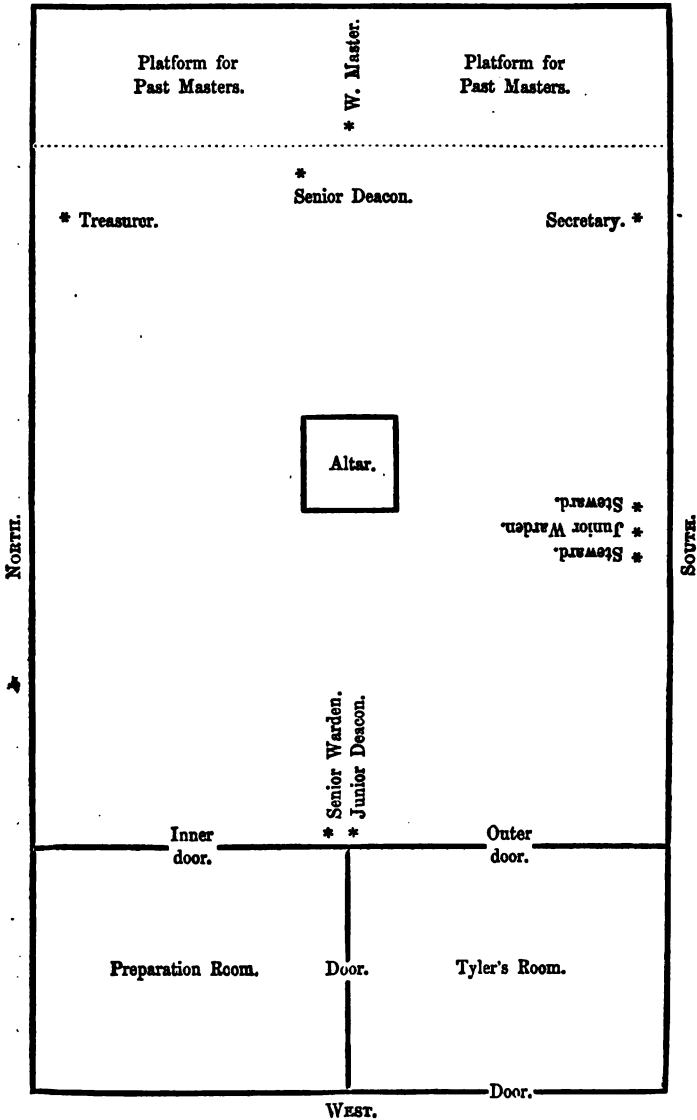 Platform for
Past Masters.
* W. Master.
Platform for
Past Masters.
*
Senior Deacon.
* Treasurer.
Secretary. *
Altar.
* Steward.
* Junior Warden.
* Steward.
NORTH.
SOUTH.
* Senior Warden.
* Junior Deacon.
Inner
door.
Outer
door.
Preparation Room.
Door.
Tyler's Room.
Door.
WEST.